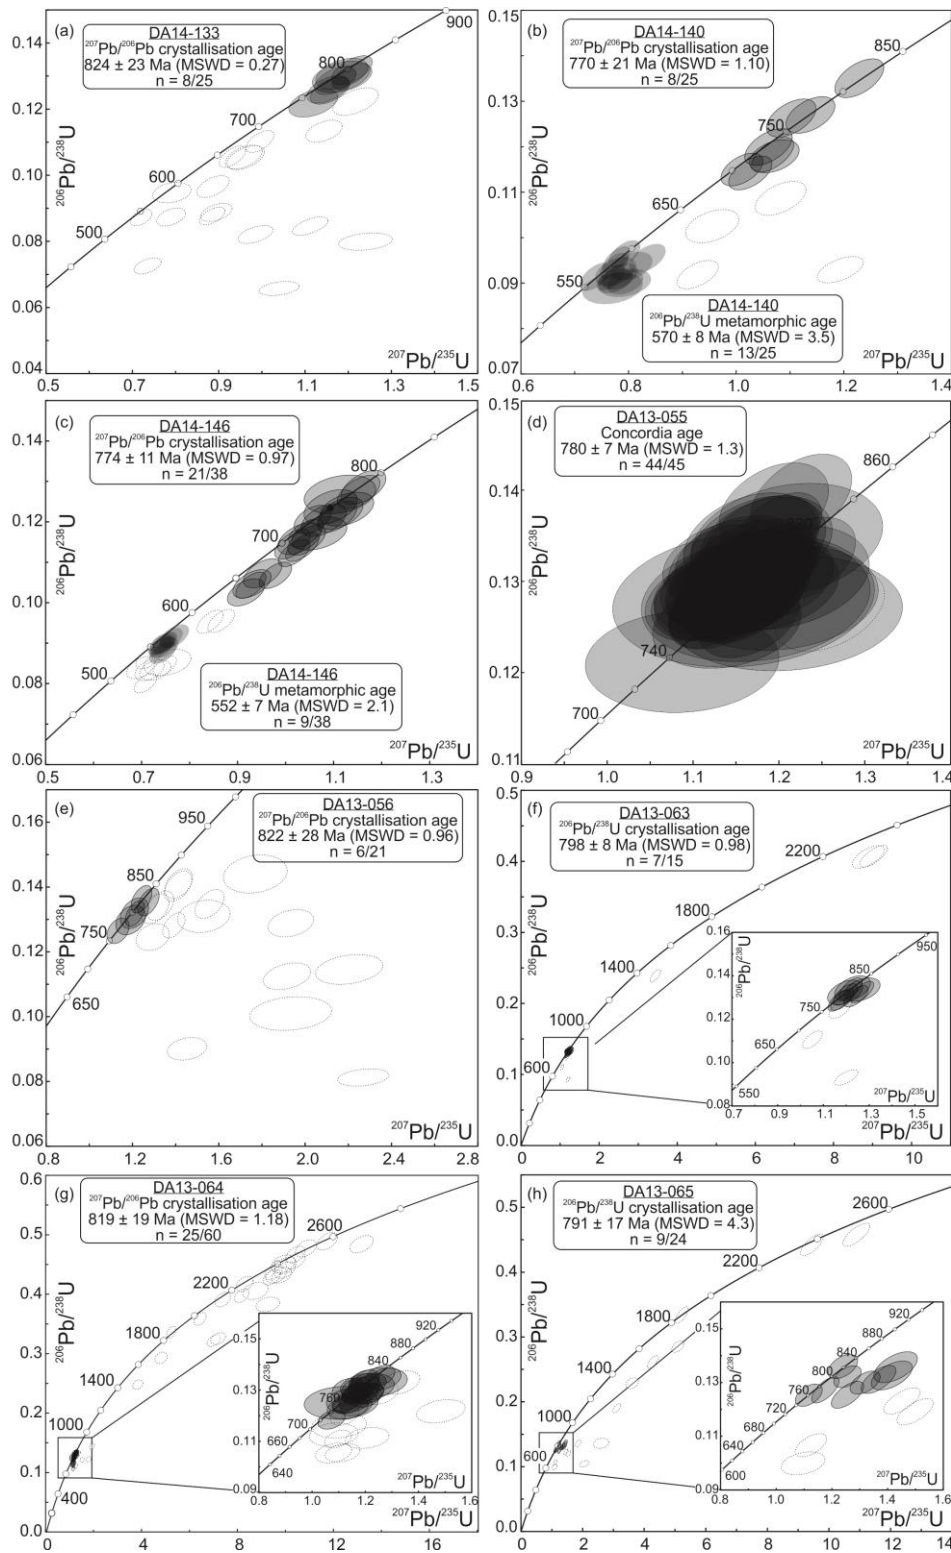 (a)
DA14-133
²⁰⁷Pb/²⁰⁶Pb crystallisation age
824 ± 23 Ma (MSWD = 0.27)
n = 8/25
500
600
700
800
900
0.04
0.06
0.08
0.10
0.12
0.14
0.5
0.7
0.9
1.1
1.3
1.5
²⁰⁶Pb/²³⁸U
²⁰⁷Pb/²³⁵U
(b)
DA14-140
²⁰⁷Pb/²⁰⁶Pb crystallisation age
770 ± 21 Ma (MSWD = 1.10)
n = 8/25
550
650
750
850
DA14-140
²⁰⁶Pb/²³⁸U metamorphic age
570 ± 8 Ma (MSWD = 3.5)
n = 13/25
0.07
0.09
0.11
0.13
0.15
0.6
0.8
1.0
1.2
1.4
²⁰⁶Pb/²³⁸U
²⁰⁷Pb/²³⁵U
(c)
DA14-146
²⁰⁷Pb/²⁰⁶Pb crystallisation age
774 ± 11 Ma (MSWD = 0.97)
n = 21/38
500
600
700
800
DA14-146
²⁰⁶Pb/²³⁸U metamorphic age
552 ± 7 Ma (MSWD = 2.1)
n = 9/38
0.06
0.08
0.10
0.12
0.14
0.5
0.7
0.9
1.1
1.3
²⁰⁶Pb/²³⁸U
²⁰⁷Pb/²³⁵U
(d)
DA13-055
Concordia age
780 ± 7 Ma (MSWD = 1.3)
n = 44/45
700
740
860
0.11
0.12
0.13
0.14
0.15
0.9
1.0
1.1
1.2
1.3
1.4
²⁰⁶Pb/²³⁸U
²⁰⁷Pb/²³⁵U
(e)
DA13-056
²⁰⁷Pb/²⁰⁶Pb crystallisation age
822 ± 28 Ma (MSWD = 0.96)
n = 6/21
650
750
850
950
0.06
0.08
0.10
0.12
0.14
0.16
0.8
1.2
1.6
2.0
2.4
2.8
²⁰⁶Pb/²³⁸U
²⁰⁷Pb/²³⁵U
(f)
DA13-063
²⁰⁶Pb/²³⁸U crystallisation age
798 ± 8 Ma (MSWD = 0.98)
n = 7/15
600
1000
1400
1800
2200
0.0
0.1
0.2
0.3
0.4
0.5
0
2
4
6
8
10
²⁰⁶Pb/²³⁸U
²⁰⁷Pb/²³⁵U
550
650
750
850
950
0.08
0.10
0.12
0.14
0.16
0.7
0.9
1.1
1.3
1.5
²⁰⁶Pb/²³⁸U
²⁰⁷Pb/²³⁵U
(g)
DA13-064
²⁰⁷Pb/²⁰⁶Pb crystallisation age
819 ± 19 Ma (MSWD = 1.18)
n = 25/60
400
1000
1400
1800
2200
2600
0.0
0.1
0.2
0.3
0.4
0.5
0.6
0
4
8
12
16
²⁰⁶Pb/²³⁸U
²⁰⁷Pb/²³⁵U
640
660
700
760
840
880
920
0.09
0.11
0.13
0.15
0.8
1.0
1.2
1.4
1.6
²⁰⁶Pb/²³⁸U
²⁰⁷Pb/²³⁵U
(h)
DA13-065
²⁰⁶Pb/²³⁸U crystallisation age
791 ± 17 Ma (MSWD = 4.3)
n = 9/24
600
1000
1400
1800
2200
2600
0.0
0.1
0.2
0.3
0.4
0.5
0
2
4
6
8
10
12
14
²⁰⁶Pb/²³⁸U
²⁰⁷Pb/²³⁵U
600
640
680
720
760
800
840
880
920
0.09
0.11
0.13
0.15
0.6
0.8
1.0
1.2
1.4
1.6
²⁰⁶Pb/²³⁸U
²⁰⁷Pb/²³⁵U